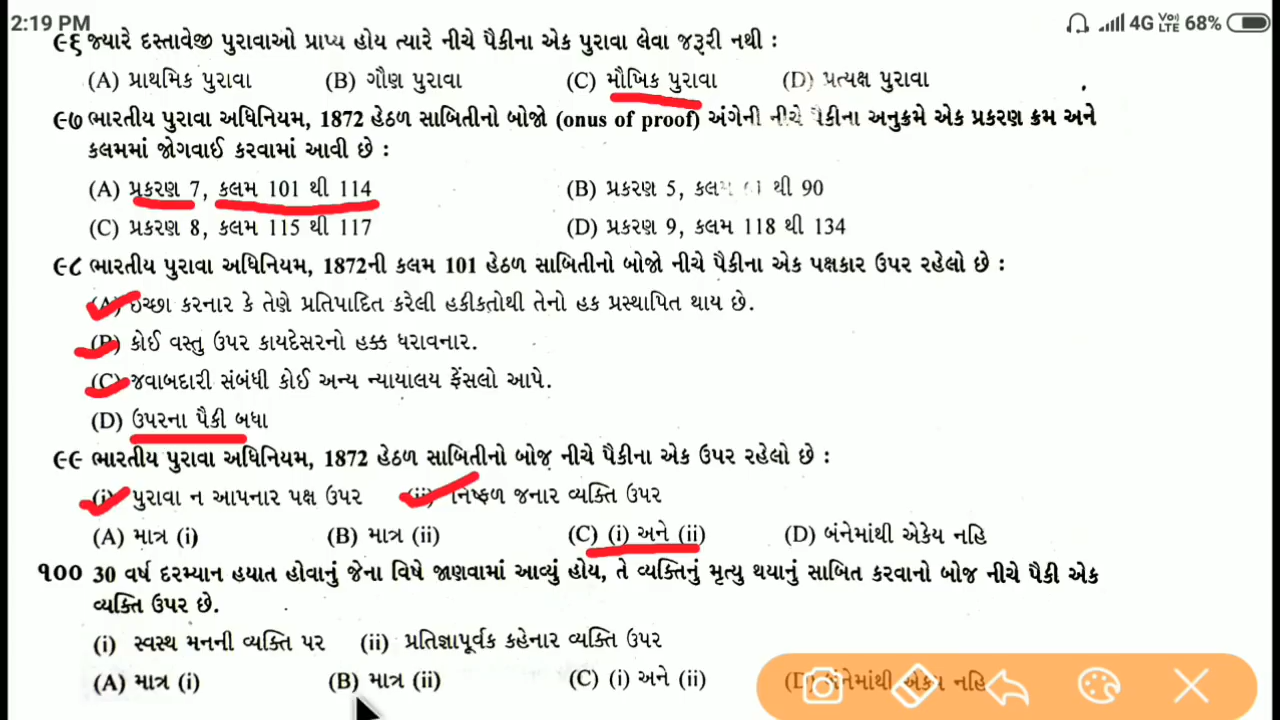 2:19 PM
4G VoLTE 68%
૯૬ જ્યારે દસ્તાવેજી પુરાવાઓ પ્રાપ્ય હોય ત્યારે નીચે પૈકીના એક પુરાવા લેવા જરૂરી નથી :
(A) પ્રાથમિક પુરાવા (B) ગૌણ પુરાવા (C) મૌખિક પુરાવા (D) પ્રત્યક્ષ પુરાવા
૯૭ ભારતીય પુરાવા અધિનિયમ, 1872 હેઠળ સાબિતીનો બોજો (onus of proof) અંગેની નીચે પૈકીના અનુક્રમે એક પ્રકરણ ક્રમ અને
કલમમાં જોગવાઈ કરવામાં આવી છે :
(A) પ્રકરણ 7, કલમ 101 થી 114 (B) પ્રકરણ 5, કલમ થી 90
(C) પ્રકરણ 8, કલમ 115 થી 117 (D) પ્રકરણ 9, કલમ 118 થી 134
૯૮ ભારતીય પુરાવા અધિનિયમ, 1872ની કલમ 101 હેઠળ સાબિતીનો બોજો નીચે પૈકીના એક પક્ષકાર ઉપર રહેલો છે :
(A) ઇચ્છા કરનાર કે તેણે પ્રતિપાદિત કરેલી હકીકતોથી તેનો હક પ્રસ્થાપિત થાય છે.
(B) કોઈ વસ્તુ ઉપર કાયદેસરનો હક્ક ધરાવનાર.
(C) જવાબદારી સંબંધી કોઈ અન્ય ન્યાયાલય ફેંસલો આપે.
(D) ઉપરના પૈકી બધા
૯૯ ભારતીય પુરાવા અધિનિયમ, 1872 હેઠળ સાબિતીનો બોજ નીચે પૈકીના એક ઉપર રહેલો છે :
(i) પુરાવા ન આપનાર પક્ષ ઉપર (ii) નિષ્ફળ જનાર વ્યક્તિ ઉપર
(A) માત્ર (i) (B) માત્ર (ii) (C) (i) અને (ii) (D) બંનેમાંથી એકેય નહિ
૧૦૦ 30 વર્ષ દરમ્યાન હયાત હોવાનું જેના વિષે જાણવામાં આવ્યું હોય, તે વ્યક્તિનું મૃત્યુ થયાનું સાબિત કરવાનો બોજ નીચે પૈકી એક
વ્યક્તિ ઉપર છે.
(i) સ્વસ્થ મનની વ્યક્તિ પર (ii) પ્રતિજ્ઞાપૂર્વક કહેનાર વ્યક્તિ ઉપર
(A) માત્ર (i) (B) માત્ર (ii) (C) (i) અને (ii) (D) બંનેમાંથી એકેય નહિ